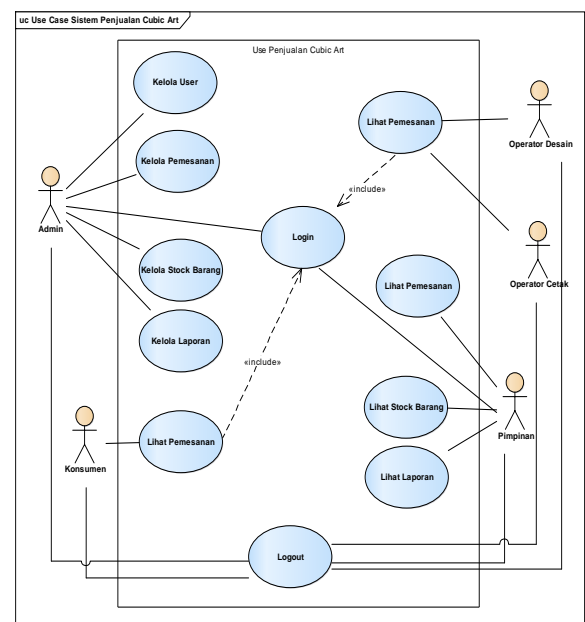 uc Use Case Sistem Penjualan Cubic Art
Use Penjualan Cubic Art
Kelola User
Lihat Pemesanan
Operator Desain
Kelola Pemesanan
Admin
«include»
Login
Operator Cetak
Kelola Stock Barang
Lihat Pemesanan
Kelola Laporan
«include»
Konsumen
Lihat Pemesanan
Lihat Stock Barang
Pimpinan
Lihat Laporan
Logout